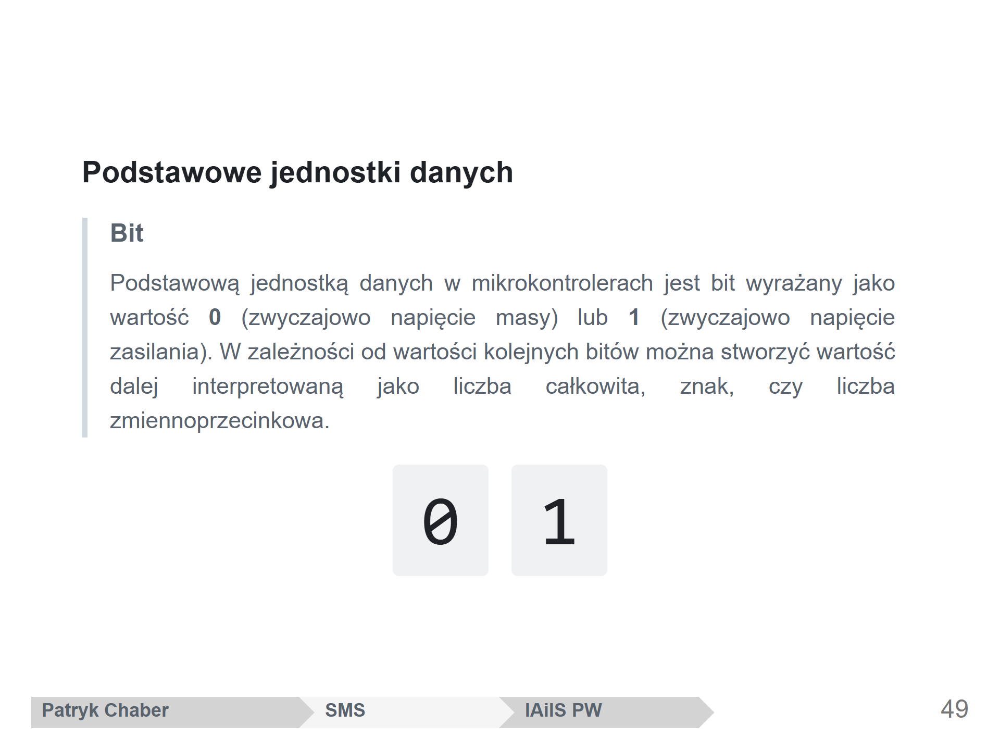 Podstawowe jednostki danych
Bit
Podstawową jednostką danych w mikrokontrolerach jest bit wyrażany jako
wartość 0 (zwyczajowo napięcie masy) lub 1 (zwyczajowo napięcie
zasilania). W zależności od wartości kolejnych bitów można stworzyć wartość
dalej interpretowaną jako liczba całkowita, znak, czy liczba
zmiennoprzecinkowa.
0 1
Patryk Chaber SMS IAiIS PW 49